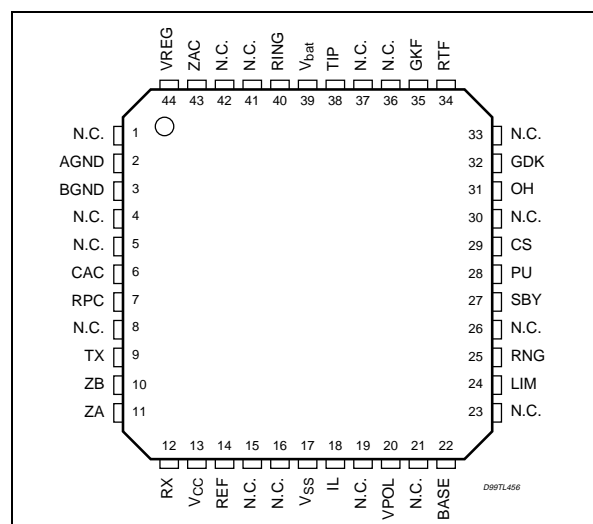 VREG ZAC N.C. N.C. RING Vbat TIP N.C. N.C. GKF RTF
44 43 42 41 40 39 38 37 36 35 34
N.C. 1 33 N.C.
AGND 2 32 GDK
BGND 3 31 OH
N.C. 4 30 N.C.
N.C. 5 29 CS
CAC 6 28 PU
RPC 7 27 SBY
N.C. 8 26 N.C.
TX 9 25 RNG
ZB 10 24 LIM
ZA 11 23 N.C.
12 13 14 15 16 17 18 19 20 21 22
RX VCC REF N.C. N.C. VSS IL N.C. VPOL N.C. BASE
D99TL456